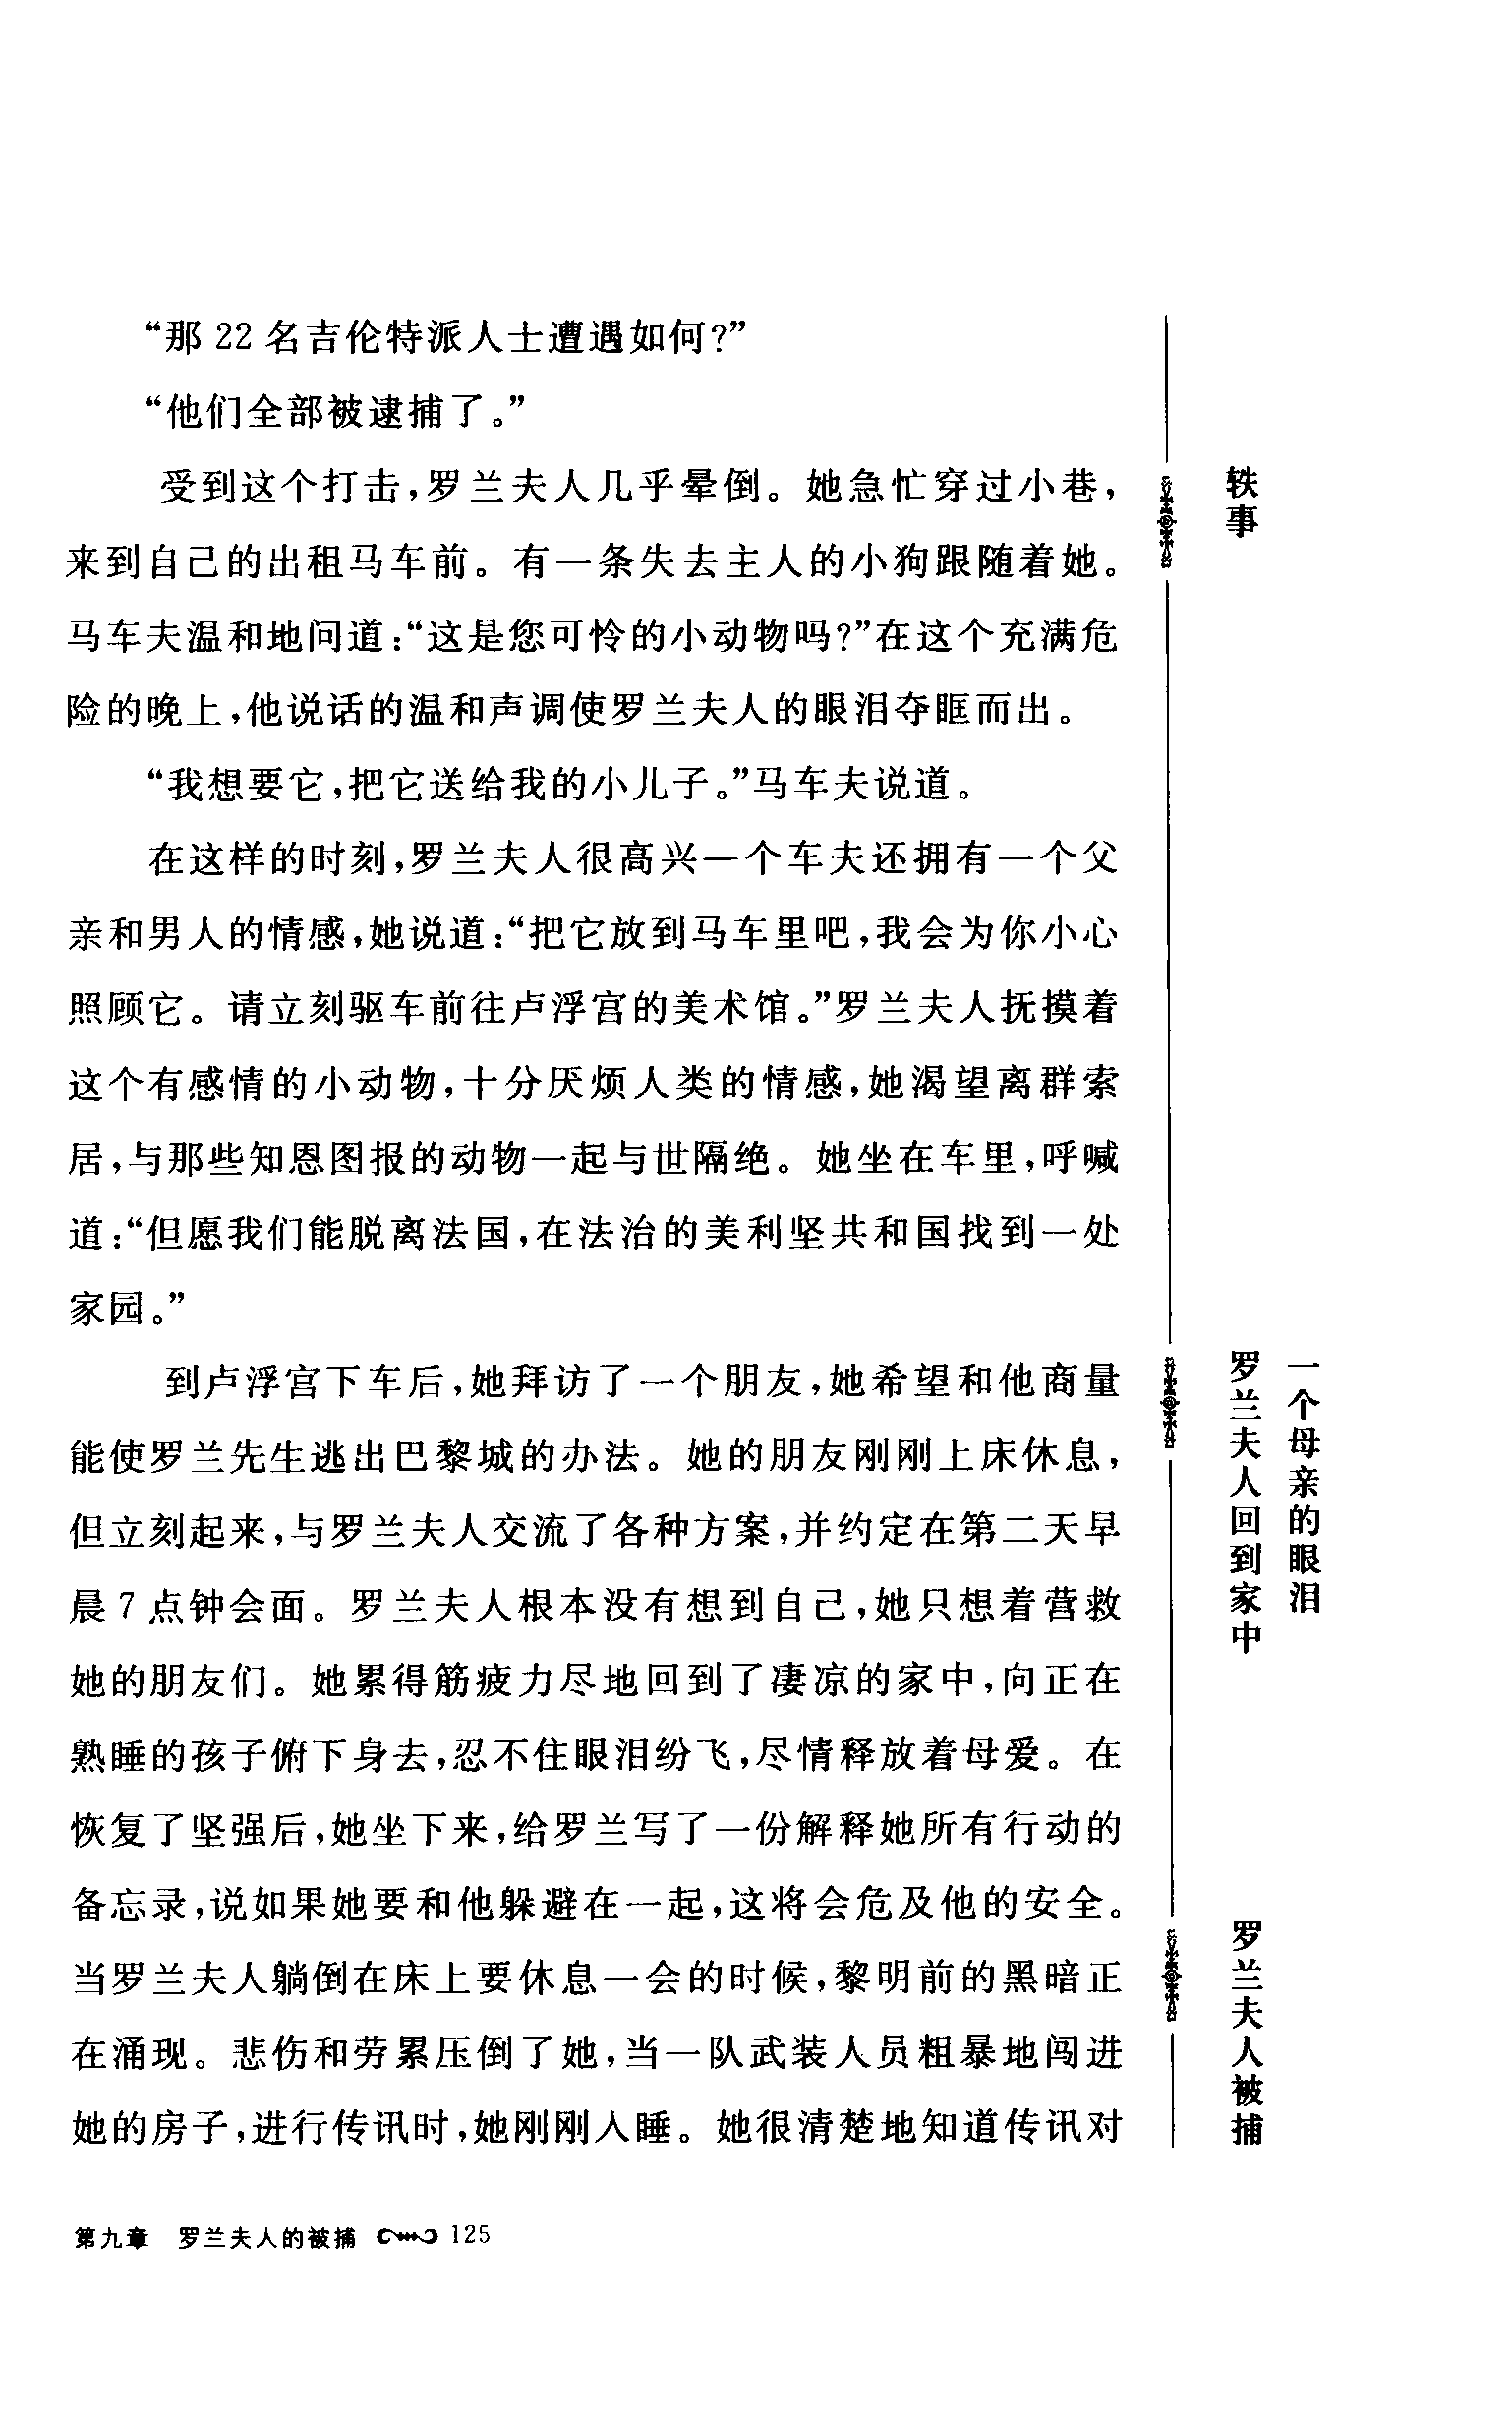 “那 22 名吉伦特派人士遭遇如何?”
“他们全部被逮捕了。”
受到这个打击,罗兰夫人几乎晕倒。她急忙穿过小巷,
来到自己的出租马车前。有一条失去主人的小狗跟随着她。
马车夫温和地问道:“这是您可怜的小动物吗?”在这个充满危
险的晚上,他说话的温和声调使罗兰夫人的眼泪夺眶而出。
“我想要它,把它送给我的小儿子。”马车夫说道。
在这样的时刻,罗兰夫人很高兴一个车夫还拥有一个父
亲和男人的情感,她说道:“把它放到马车里吧,我会为你小心
照顾它。请立刻驱车前往卢浮宫的美术馆。”罗兰夫人抚摸着
这个有感情的小动物,十分厌烦人类的情感,她渴望离群索
居,与那些知恩图报的动物一起与世隔绝。她坐在车里,呼喊
道:“但愿我们能脱离法国,在法治的美利坚共和国找到一处
家园。”
到卢浮宫下车后,她拜访了一个朋友,她希望和他商量
能使罗兰先生逃出巴黎城的办法。她的朋友刚刚上床休息,
但立刻起来,与罗兰夫人交流了各种方案,并约定在第二天早
晨 7 点钟会面。罗兰夫人根本没有想到自己,她只想着营救
她的朋友们。她累得筋疲力尽地回到了凄凉的家中,向正在
熟睡的孩子俯下身去,忍不住眼泪纷飞,尽情释放着母爱。在
恢复了坚强后,她坐下来,给罗兰写了一份解释她所有行动的
备忘录,说如果她要和他躲避在一起,这将会危及他的安全。
当罗兰夫人躺倒在床上要休息一会的时候,黎明前的黑暗正
在涌现。悲伤和劳累压倒了她,当一队武装人员粗暴地闯进
她的房子,进行传讯时,她刚刚入睡。她很清楚地知道传讯对
轶事
一个母亲的眼泪
罗兰夫人回到家中
罗兰夫人被捕
第九章 罗兰夫人的被捕 125